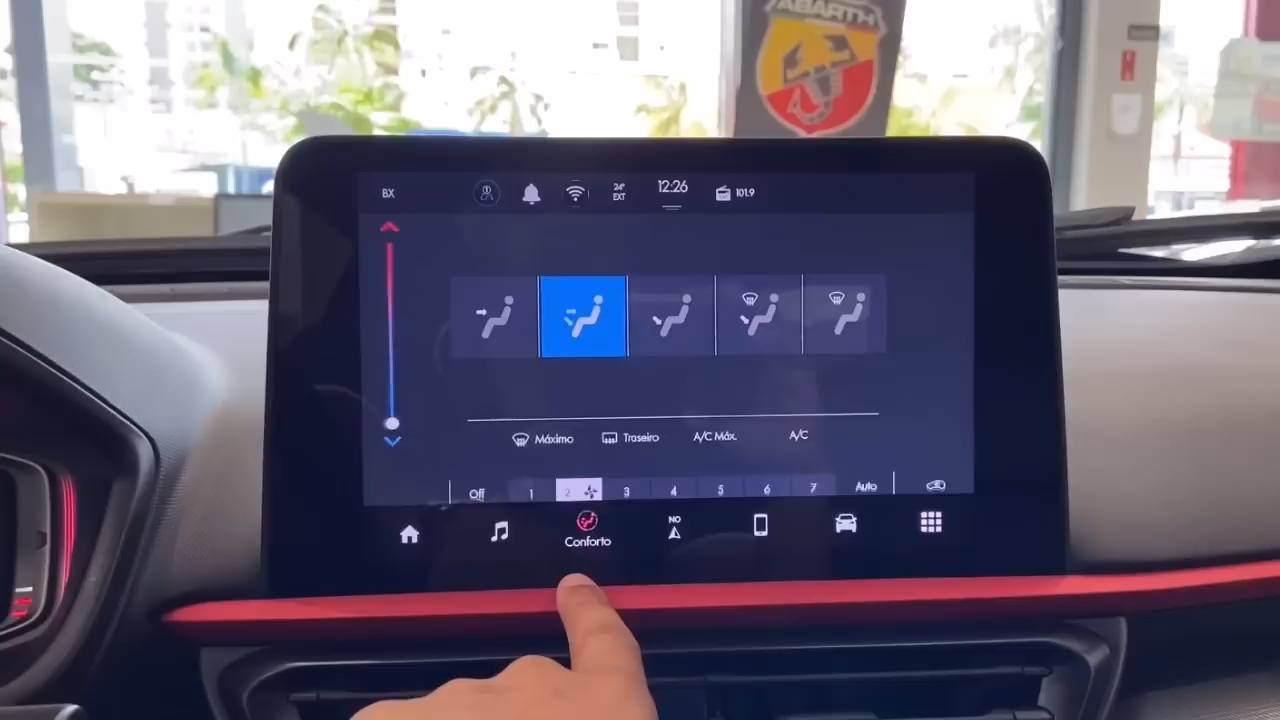 ABARTH
BX 24° EXT 12:26 101.9
Máximo Traseiro A/C Máx. A/C
Off 1 2 3 4 5 6 7 Auto
NO
Conforto